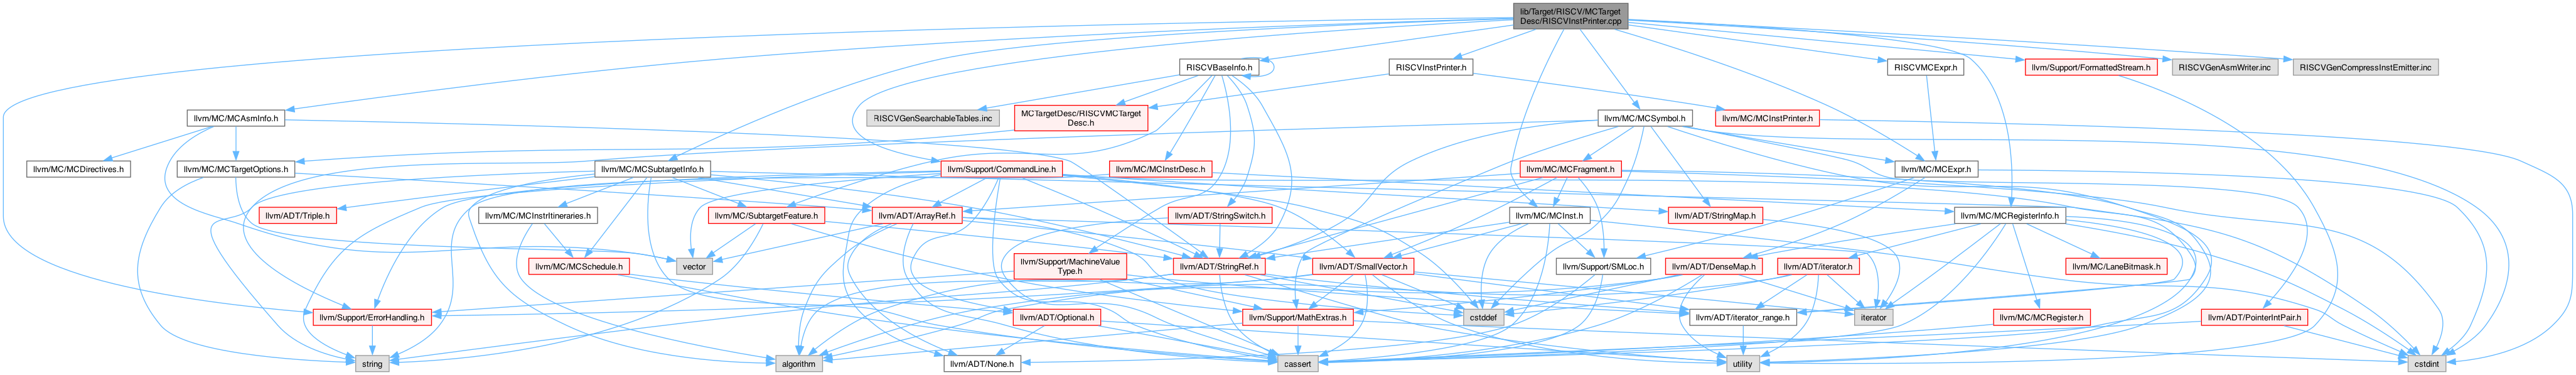 lib/Target/RISCV/MCTarget
Desc/RISCVInstPrinter.cpp
RISCVBaseInfo.h
RISCVInstPrinter.h
RISCVMCExpr.h
llvm/Support/FormattedStream.h
RISCVGenAsmWriter.inc
RISCVGenCompressInstEmitter.inc
llvm/MC/MCAsmInfo.h
RISCVGenSearchableTables.inc
MCTargetDesc/RISCVMCTarget
Desc.h
llvm/MC/MCSymbol.h
llvm/MC/MCInstPrinter.h
llvm/MC/MCDirectives.h
llvm/MC/MCTargetOptions.h
llvm/MC/MCSubtargetInfo.h
llvm/Support/CommandLine.h
llvm/MC/MCInstrDesc.h
llvm/MC/MCFragment.h
llvm/MC/MCExpr.h
llvm/ADT/Triple.h
llvm/MC/MCInstrItineraries.h
llvm/MC/SubtargetFeature.h
llvm/ADT/ArrayRef.h
llvm/ADT/StringSwitch.h
llvm/MC/MCInst.h
llvm/ADT/StringMap.h
llvm/MC/MCRegisterInfo.h
vector
llvm/MC/MCSchedule.h
llvm/Support/MachineValue
Type.h
llvm/ADT/StringRef.h
llvm/ADT/SmallVector.h
llvm/Support/SMLoc.h
llvm/ADT/DenseMap.h
llvm/ADT/iterator.h
llvm/MC/LaneBitmask.h
llvm/Support/ErrorHandling.h
llvm/ADT/Optional.h
llvm/Support/MathExtras.h
cstddef
llvm/ADT/iterator_range.h
iterator
llvm/MC/MCRegister.h
llvm/ADT/PointerIntPair.h
string
algorithm
llvm/ADT/None.h
cassert
utility
cstdint